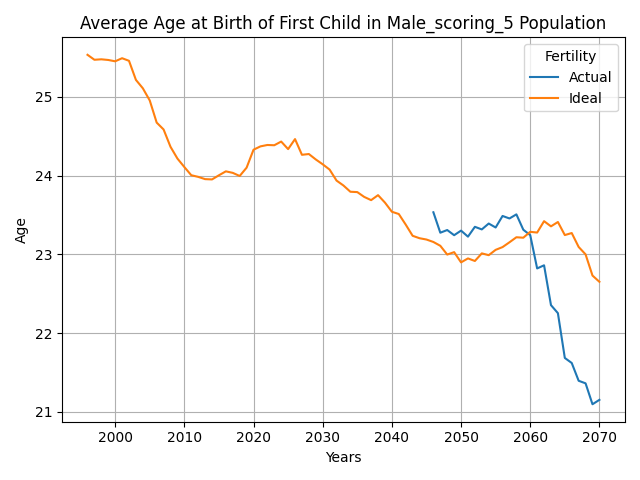 Average Age at Birth of First Child in Male_scoring_5 Population
Fertility
Actual
Ideal
Age
25
24
23
22
21
2000 2010 2020 2030 2040 2050 2060 2070
Years